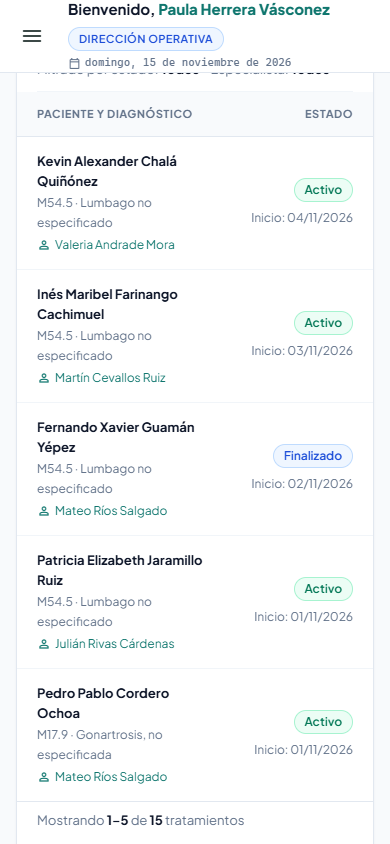 Bienvenido, Paula Herrera Vásconez
DIRECCIÓN OPERATIVA
domingo, 15 de noviembre de 2026
PACIENTE Y DIAGNÓSTICO
ESTADO
Kevin Alexander Chalá
Quiñónez
M54.5 · Lumbago no
especificado
Valeria Andrade Mora
Activo
Inicio: 04/11/2026
Inés Maribel Farinango
Cachimuel
M54.5 · Lumbago no
especificado
Martín Cevallos Ruiz
Activo
Inicio: 03/11/2026
Fernando Xavier Guamán
Yépez
M54.5 · Lumbago no
especificado
Mateo Ríos Salgado
Finalizado
Inicio: 02/11/2026
Patricia Elizabeth Jaramillo
Ruiz
M54.5 · Lumbago no
especificado
Julián Rivas Cárdenas
Activo
Inicio: 01/11/2026
Pedro Pablo Cordero
Ochoa
M17.9 · Gonartrosis, no
especificada
Mateo Ríos Salgado
Activo
Inicio: 01/11/2026
Mostrando 1–5 de 15 tratamientos